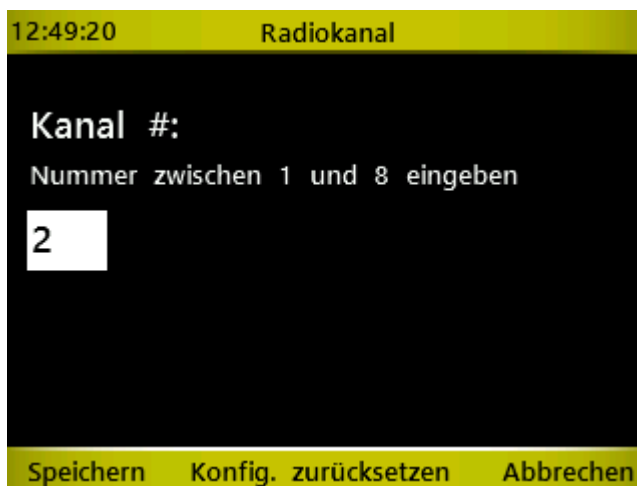 12:49:20 Radiokanal
Kanal #:
Nummer zwischen 1 und 8 eingeben
2
Speichern Konfig. zurücksetzen Abbrechen